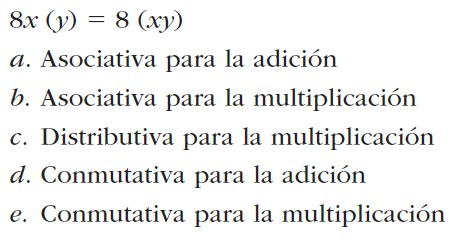 8x (y) = 8 (xy)
a. Asociativa para la adición
b. Asociativa para la multiplicación
c. Distributiva para la multiplicación
d. Conmutativa para la adición
e. Conmutativa para la multiplicación